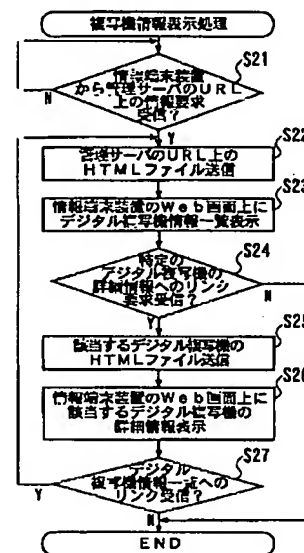 複写機情報表示処理
S21
情報端末装置
から管理サーバのURL
上の情報要求
受信?
N
Y
S22
管理サーバのURL上の
HTMLファイル送信
S23
情報端末装置のWeb画面上に
デジタル複写機情報一覧表示
S24
特定の
デジタル複写機の
詳細情報へのリンク
要求受信?
N
Y
S25
該当するデジタル複写機の
HTMLファイル送信
S26
情報端末装置のWeb画面上に
該当するデジタル複写機の
詳細情報表示
S27
デジタル
複写機情報一覧への
リンク受信?
Y
N
END